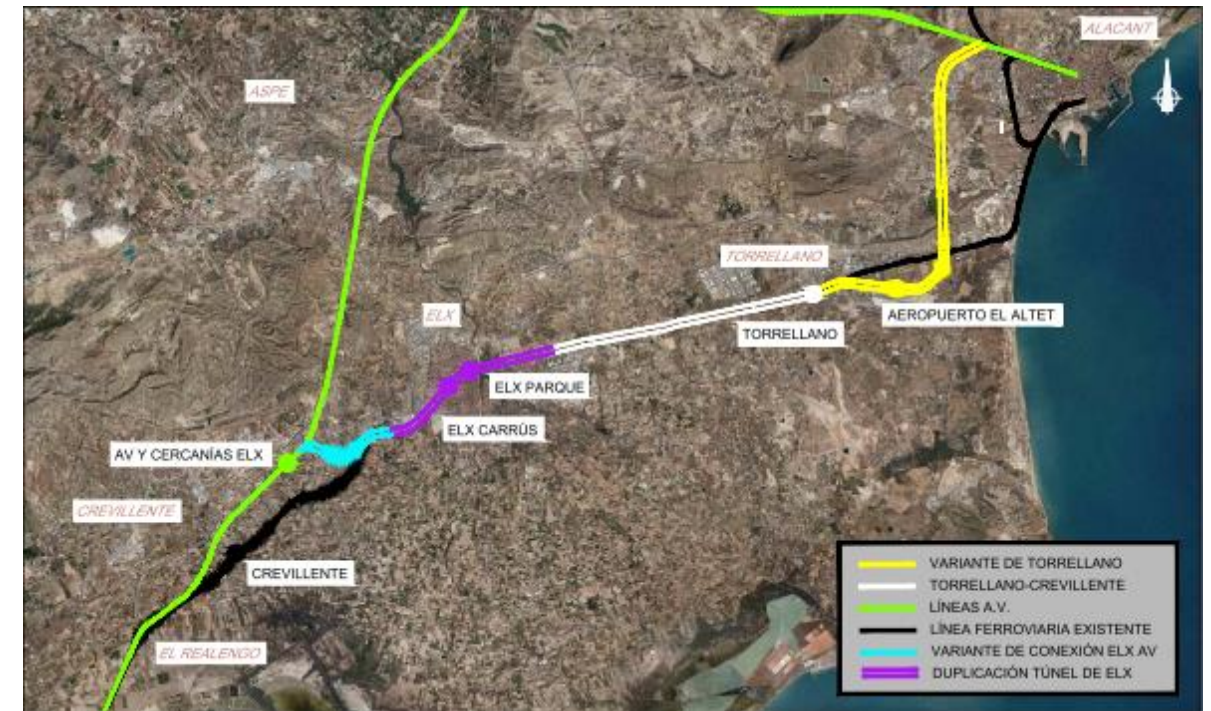 ALACANT
ASPE
TORRELLANO
AEROPUERTO EL ALTET
ELX
TORRELLANO
ELX PARQUE
ELX CARRÚS
AV Y CERCANÍAS ELX
CREVILLENTE
CREVILLENTE
EL REALENGO
VARIANTE DE TORRELLANO
TORRELLANO-CREVILLENTE
LÍNEAS A.V.
LÍNEA FERROVIARIA EXISTENTE
VARIANTE DE CONEXIÓN ELX AV
DUPLICACIÓN TÚNEL DE ELX